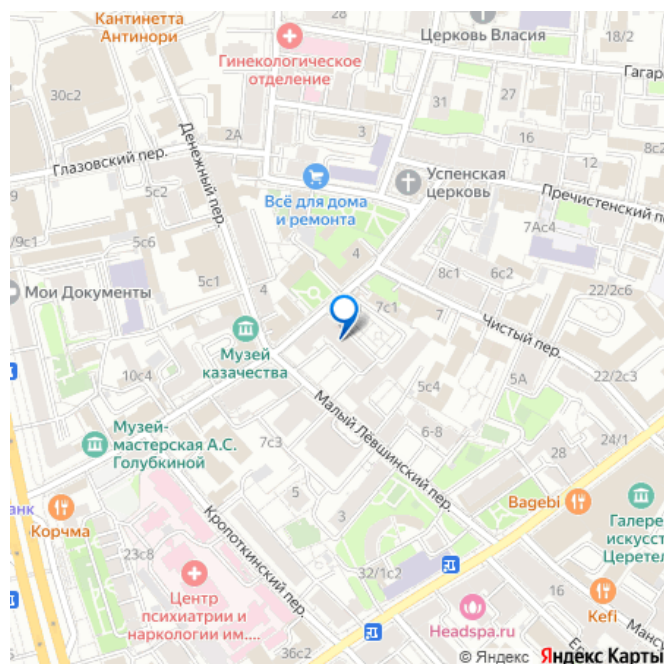 Кантинетта
Антинори
28
Церковь Власия
18/2
30с2
Гинекологическое
отделение
Гагар
31
27
Денежный пер.
2А
3
16
8с2
Глазовский пер.
12
5с2
Всё для дома
и ремонта
Успенская
церковь
Пречистенский п
7Ас4
/9с1
5с6
4
8с1
6с2
5с1
Мои Документы
4
7с1
7
22/2с6
Чистый пер.
Музей
казачества
10с4
5с4
5А
22/2с3
Малый Лёвшинский пер.
Музей-
мастерская А.С.
Голубкиной
7с3
6-8
24/1
5
Bagebi
анк
Корчма
3
Галере
искусст
Церетел
23с8
Кропоткинский пер.
32/1с2
16
Центр
психиатрии и
наркологии им....
Kefi
Headspa.ru
Манс
36с2
© Яндекс Яндекс Карты